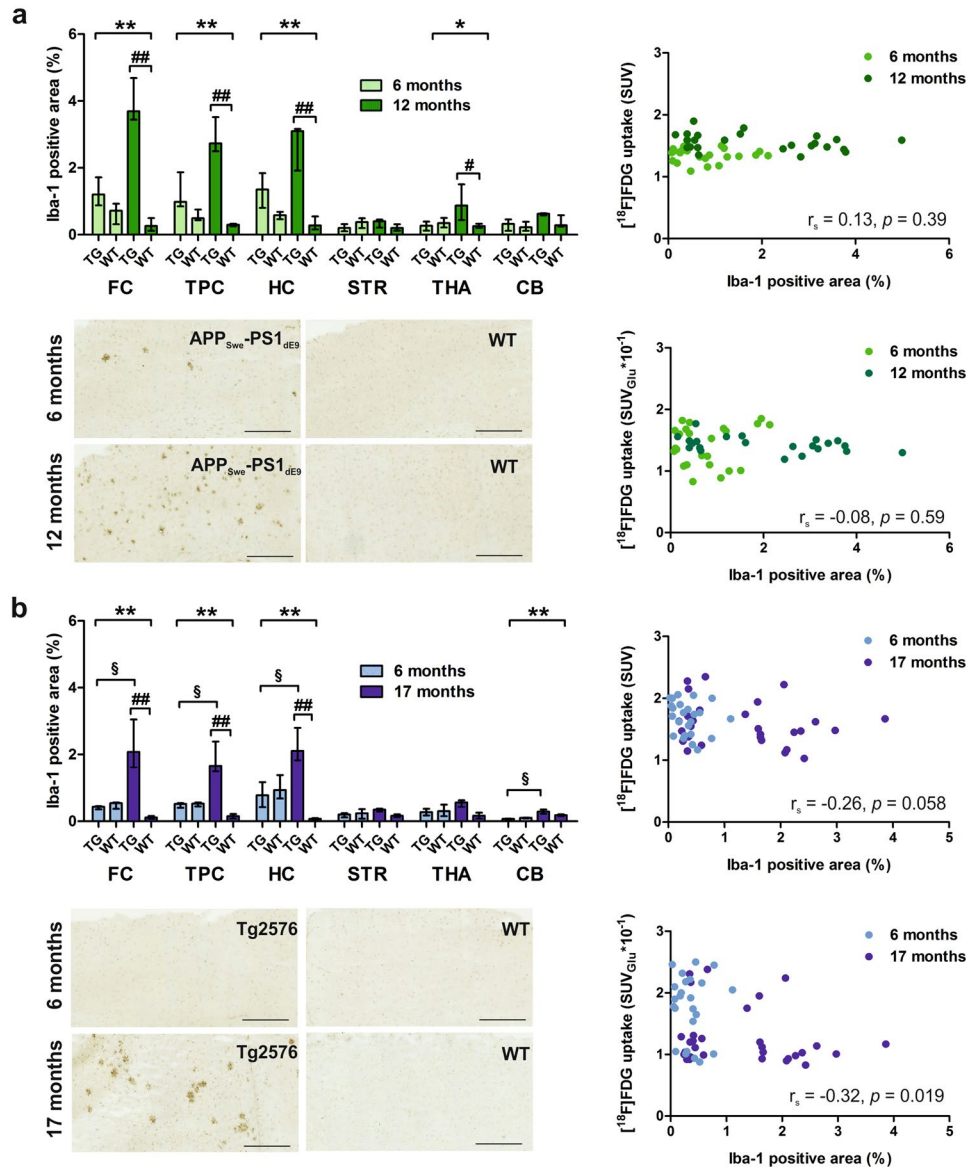 a
** ** ** *
## ## ## #
Iba-1 positive area (%)
6
4
2
0
6 months
12 months
TG WT TG WT TG WT TG WT TG WT TG WT TG WT TG WT TG WT TG WT TG WT TG WT
FC TPC HC STR THA CB
[¹⁸F]FDG uptake (SUV)
3
2
1
0
0 2 4 6
6 months
12 months
rₛ = 0.13, p = 0.39
Iba-1 positive area (%)
6 months
APP_Swe-PS1_dE9
WT
12 months
APP_Swe-PS1_dE9
WT
[¹⁸F]FDG uptake (SUV_Glu*10⁻¹)
3
2
1
0
0 2 4 6
6 months
12 months
rₛ = -0.08, p = 0.59
Iba-1 positive area (%)
b
** ** ** **
§ § § §
## ## ##
Iba-1 positive area (%)
6
4
2
0
6 months
17 months
TG WT TG WT TG WT TG WT TG WT TG WT TG WT TG WT TG WT TG WT TG WT TG WT
FC TPC HC STR THA CB
[¹⁸F]FDG uptake (SUV)
3
2
1
0
0 1 2 3 4 5
6 months
17 months
rₛ = -0.26, p = 0.058
Iba-1 positive area (%)
6 months
Tg2576
WT
17 months
Tg2576
WT
[¹⁸F]FDG uptake (SUV_Glu*10⁻¹)
3
2
1
0
0 1 2 3 4 5
6 months
17 months
rₛ = -0.32, p = 0.019
Iba-1 positive area (%)